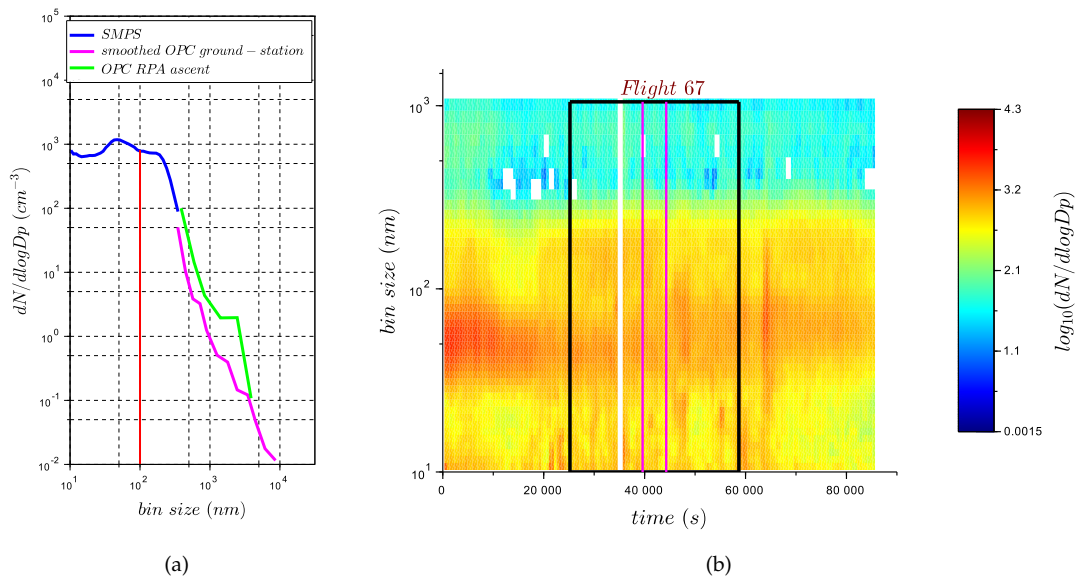 10^5
10^4
10^3
10^2
10^1
10^0
10^-1
10^-2
dN/dlogDp (cm^−3)
SMPS
smoothed OPC ground − station
OPC RPA ascent
10^1 10^2 10^3 10^4
bin size (nm)
(a)
Flight 67
10^3
10^2
10^1
bin size (nm)
0 20 000 40 000 60 000 80 000
time (s)
(b)
4.3
3.2
2.1
1.1
0.0015
log10(dN/dlogDp)